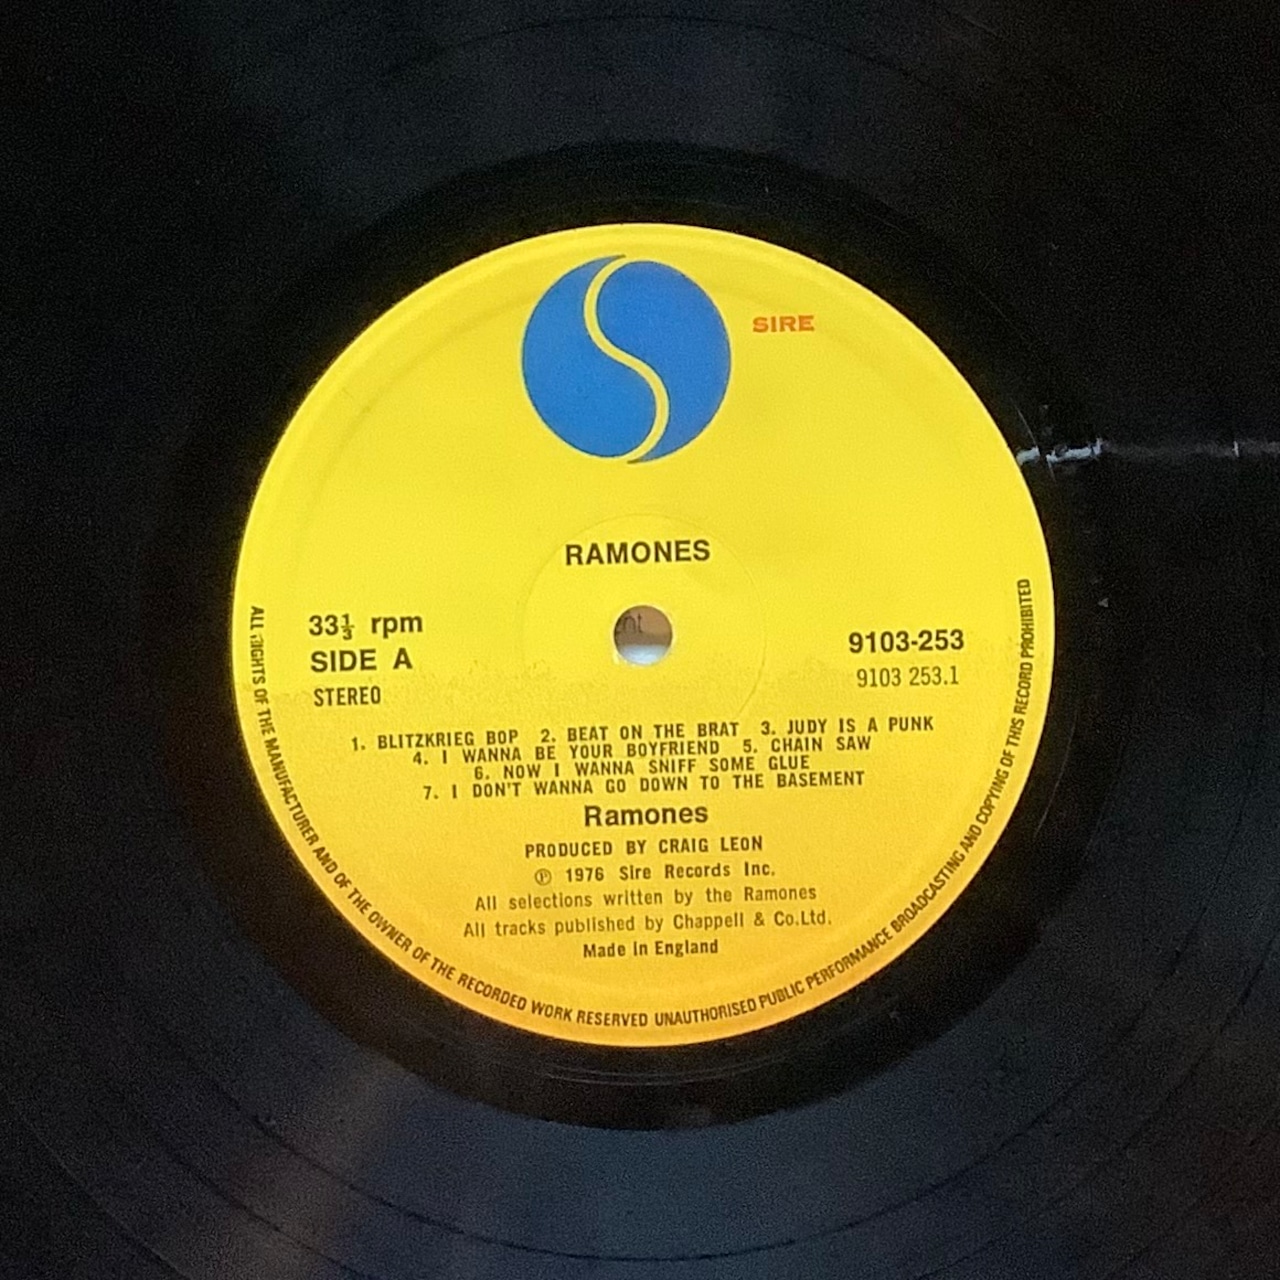 SIRE
RAMONES
33⅓ rpm
SIDE A
STEREO
9103-253
9103 253.1
1. BLITZKRIEG BOP 2. BEAT ON THE BRAT 3. JUDY IS A PUNK
4. I WANNA BE YOUR BOYFRIEND 5. CHAIN SAW
6. NOW I WANNA SNIFF SOME GLUE
7. I DON'T WANNA GO DOWN TO THE BASEMENT
Ramones
PRODUCED BY CRAIG LEON
℗ 1976 Sire Records Inc.
All selections written by the Ramones
All tracks published by Chappell & Co.Ltd.
Made in England
ALL RIGHTS OF THE MANUFACTURER AND OF THE OWNER OF THE RECORDED WORK RESERVED UNAUTHORISED PUBLIC PERFORMANCE BROADCASTING AND COPYING OF THIS RECORD PROHIBITED